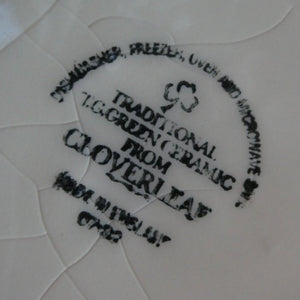 DISHWASHER, FREEZER, OVEN AND MICROWAVE SAFE
TRADITIONAL
T.G.GREEN CERAMIC
FROM
CLOVERLEAF
MADE IN ENGLAND